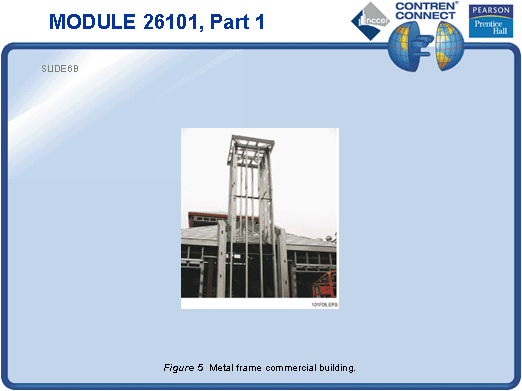 MODULE 26101, Part 1
nccer
CONTREN®
CONNECT
PEARSON
Prentice
Hall
SLIDE 6B
101F05.EPS
Figure 5 Metal frame commercial building.